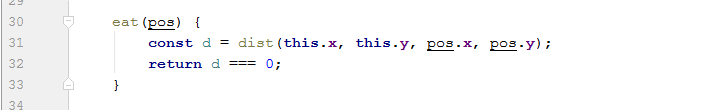 29
30 eat(pos) {
31 const d = dist(this.x, this.y, pos.x, pos.y);
32 return d === 0;
33 }
34